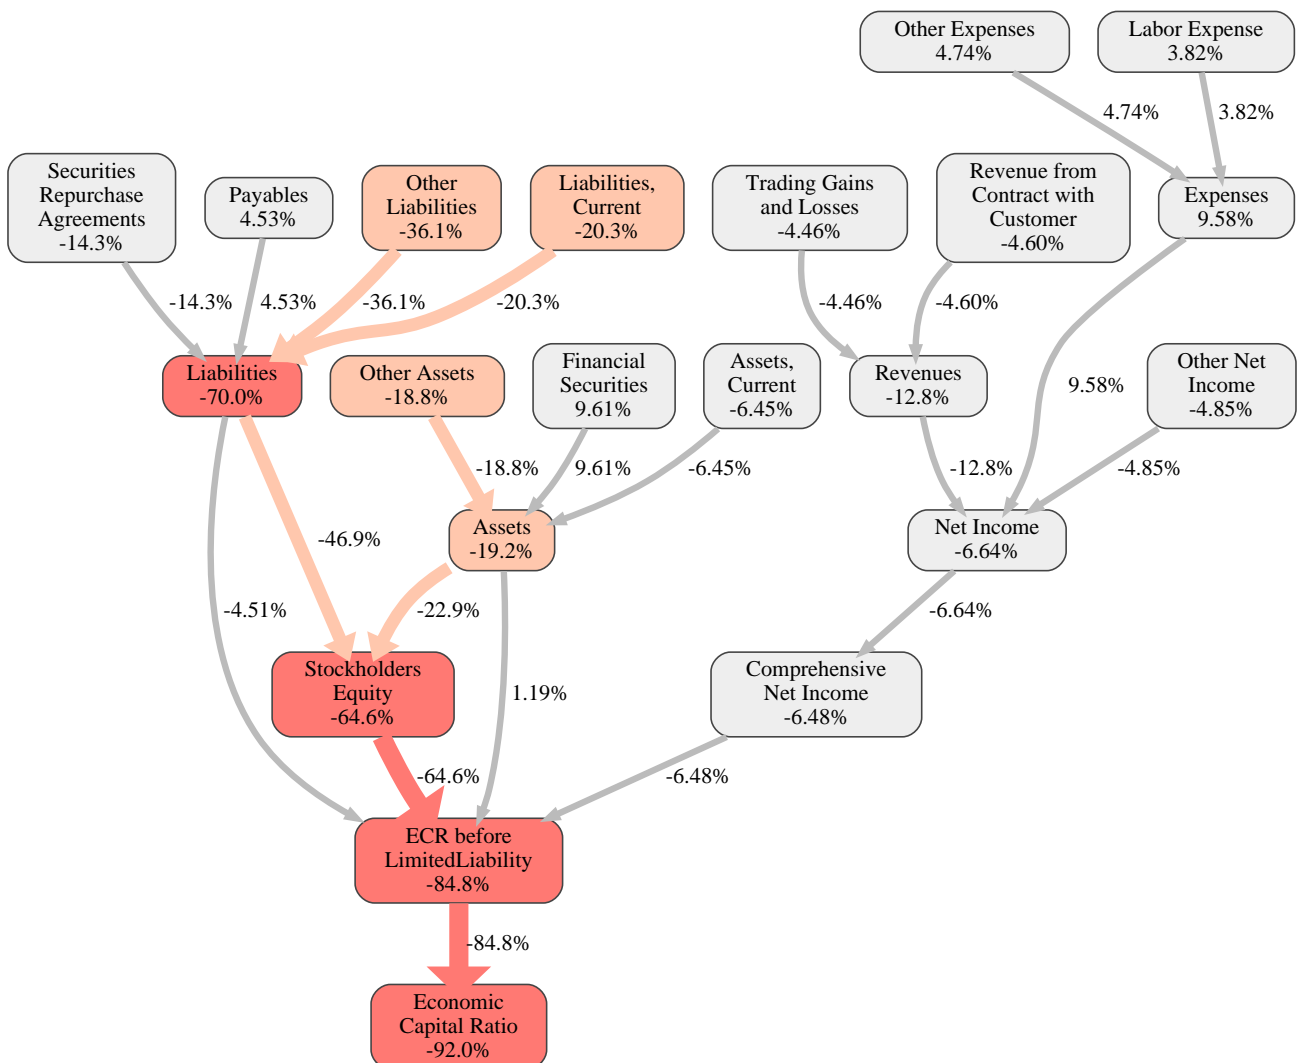 Other Expenses
4.74%
Labor Expense
3.82%
4.74%
3.82%
Securities
Repurchase
Agreements
-14.3%
Payables
4.53%
Other
Liabilities
-36.1%
Liabilities,
Current
-20.3%
Trading Gains
and Losses
-4.46%
Revenue from
Contract with
Customer
-4.60%
Expenses
9.58%
-14.3%
4.53%
-36.1%
-20.3%
-4.46%
-4.60%
9.58%
Liabilities
-70.0%
Other Assets
-18.8%
Financial
Securities
9.61%
Assets,
Current
-6.45%
Revenues
-12.8%
Other Net
Income
-4.85%
-18.8%
9.61%
-6.45%
-12.8%
-4.85%
-46.9%
Assets
-19.2%
Net Income
-6.64%
-4.51%
-22.9%
-6.64%
Stockholders
Equity
-64.6%
1.19%
Comprehensive
Net Income
-6.48%
-64.6%
-6.48%
ECR before
LimitedLiability
-84.8%
-84.8%
Economic
Capital Ratio
-92.0%